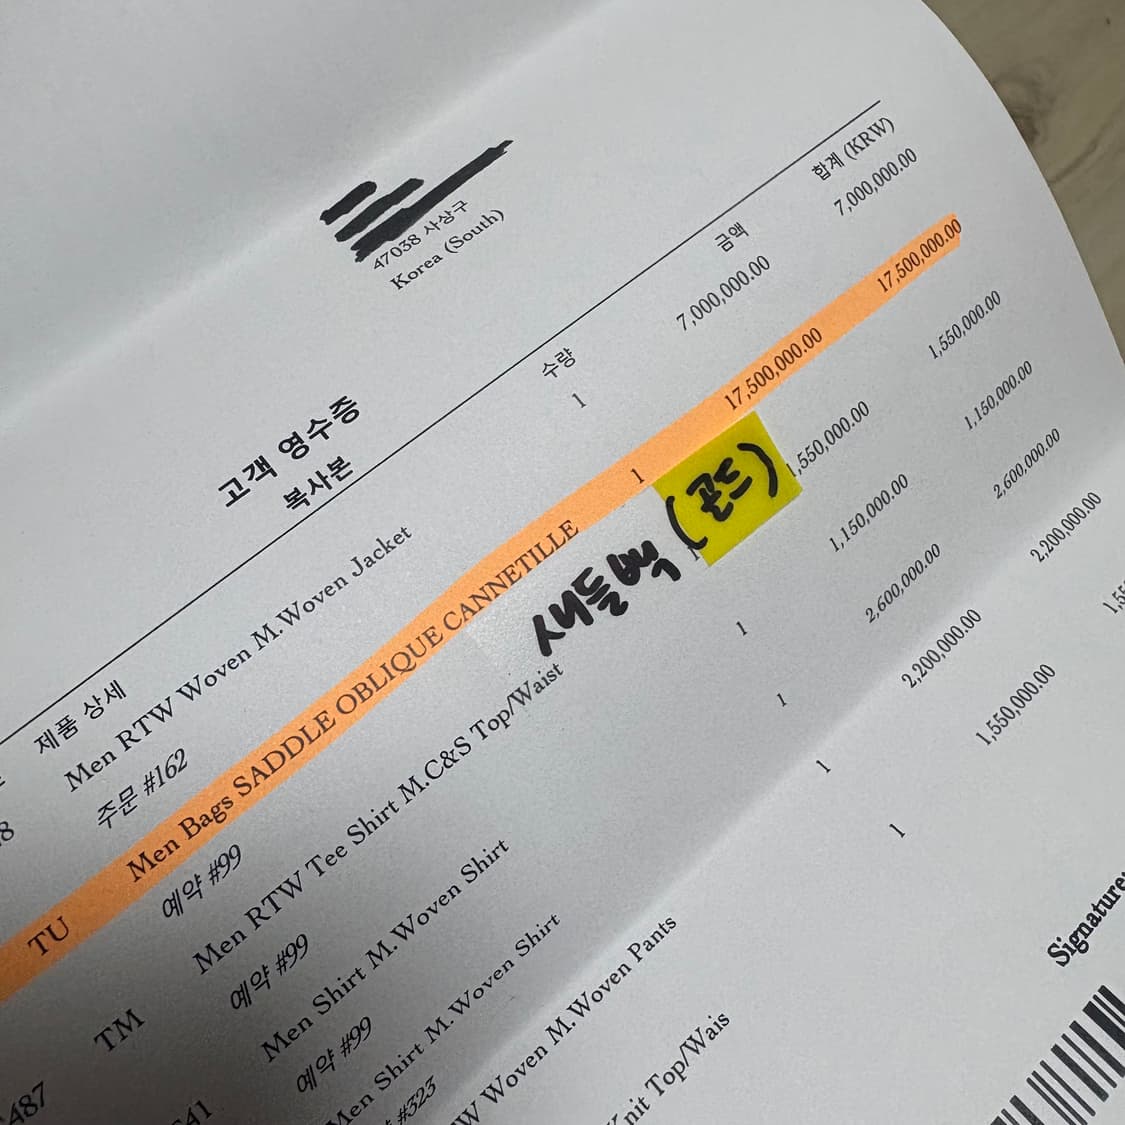 47038 사상구
Korea (South)
고객 영수증
복사본
제품 상세 수량 금액 합계 (KRW)
Men RTW Woven M.Woven Jacket 1 7,000,000.00 7,000,000.00
주문 #162
TU Men Bags SADDLE OBLIQUE CANNETILLE 1 17,500,000.00 17,500,000.00
예약 #99
새들백 (골드)
TM Men RTW Tee Shirt M.C&S Top/Waist 1 1,550,000.00 1,550,000.00
예약 #99
Men Shirt M.Woven Shirt 1 1,150,000.00 1,150,000.00
예약 #99
Men Shirt M.Woven Shirt 1 2,600,000.00 2,600,000.00
#323
Woven M.Woven Pants 1 2,200,000.00 2,200,000.00
Top/Wais 1 1,550,000.00
Signature: